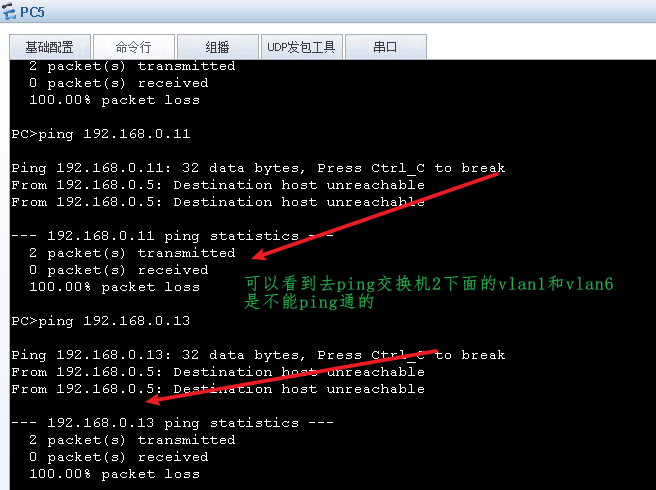 PC5
基础配置 命令行 组播 UDP发包工具 串口
2 packet(s) transmitted
0 packet(s) received
100.00% packet loss
PC>ping 192.168.0.11
Ping 192.168.0.11: 32 data bytes, Press Ctrl_C to break
From 192.168.0.5: Destination host unreachable
From 192.168.0.5: Destination host unreachable
--- 192.168.0.11 ping statistics ---
2 packet(s) transmitted
0 packet(s) received
100.00% packet loss
可以看到去ping交换机2下面的vlan1和vlan6
是不能ping通的
PC>ping 192.168.0.13
Ping 192.168.0.13: 32 data bytes, Press Ctrl_C to break
From 192.168.0.5: Destination host unreachable
From 192.168.0.5: Destination host unreachable
--- 192.168.0.13 ping statistics ---
2 packet(s) transmitted
0 packet(s) received
100.00% packet loss